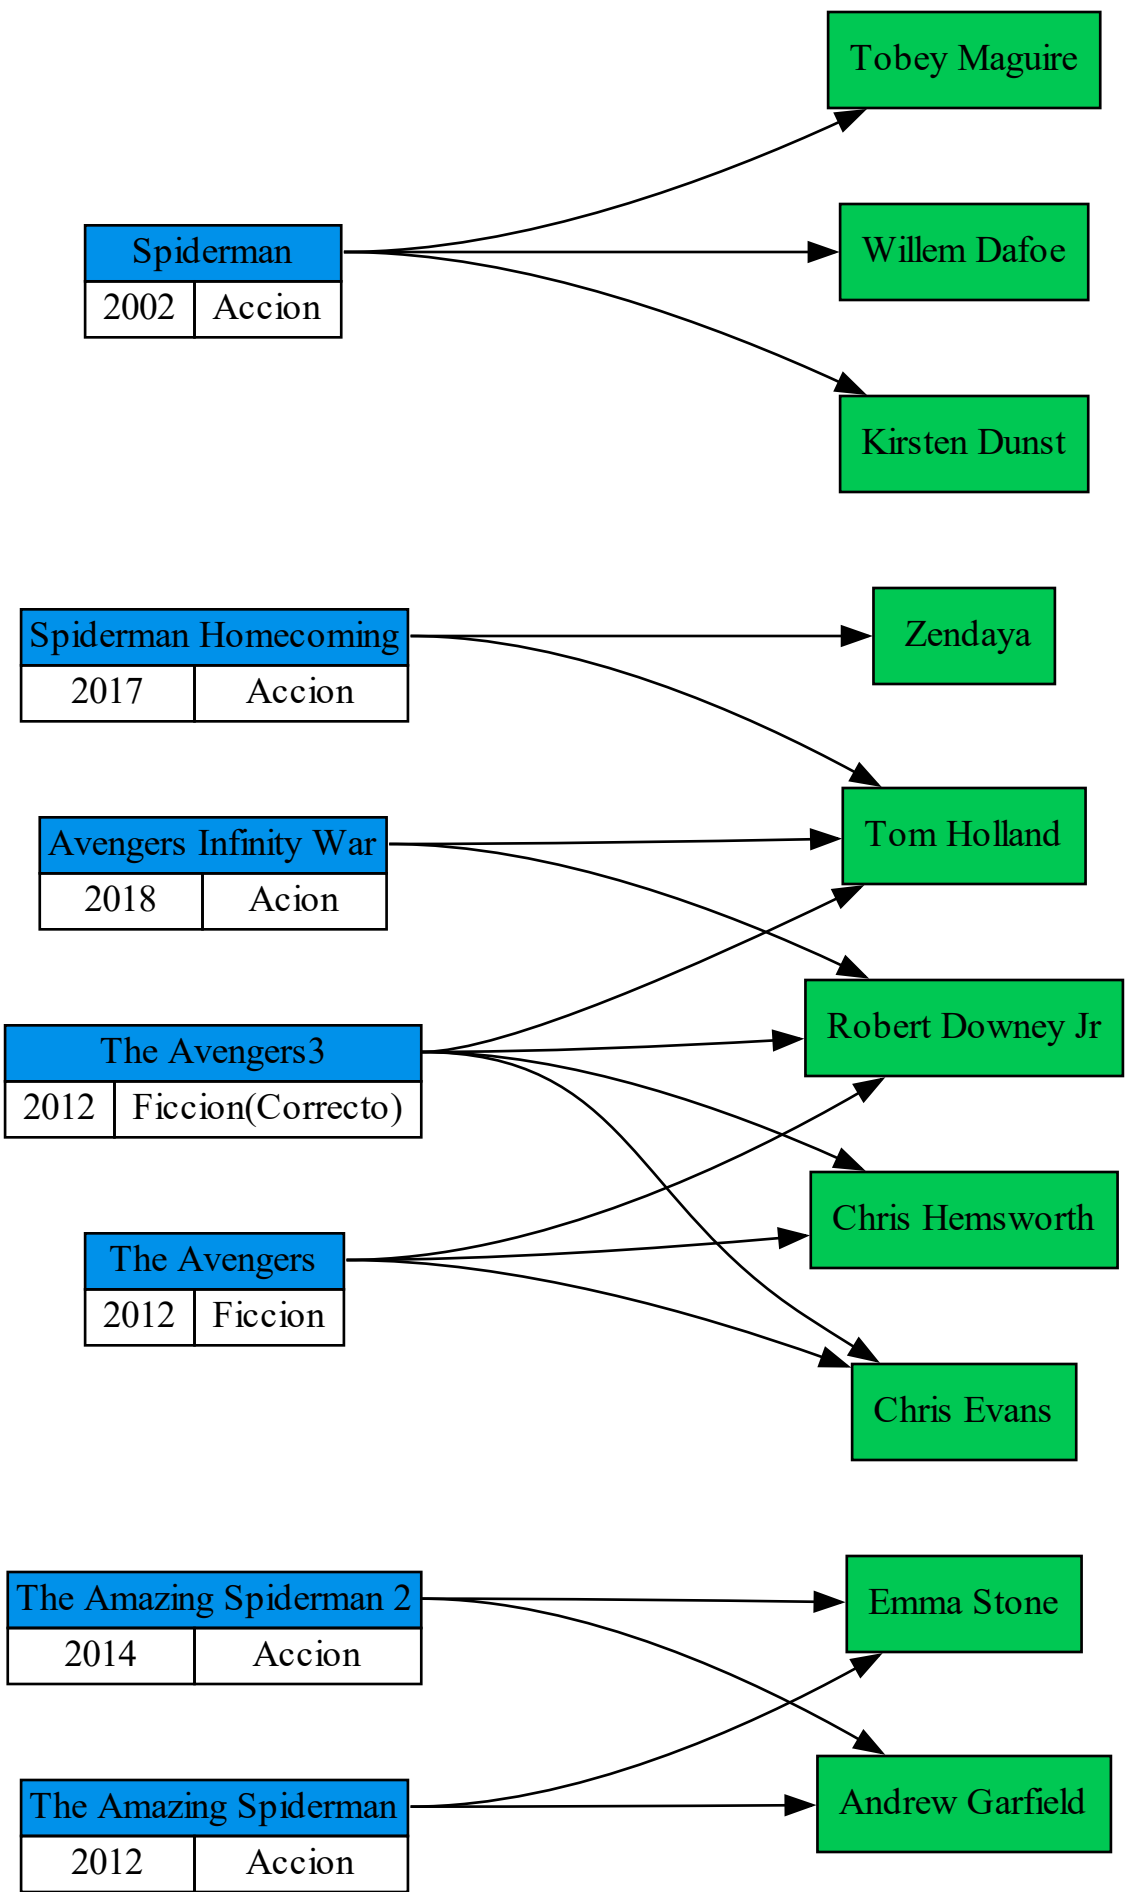 Tobey Maguire
Spiderman
2002 Accion
Willem Dafoe
Kirsten Dunst
Spiderman Homecoming
2017 Accion
Zendaya
Avengers Infinity War
2018 Acion
Tom Holland
The Avengers3
2012 Ficcion(Correcto)
Robert Downey Jr
Chris Hemsworth
The Avengers
2012 Ficcion
Chris Evans
The Amazing Spiderman 2
2014 Accion
Emma Stone
The Amazing Spiderman
2012 Accion
Andrew Garfield